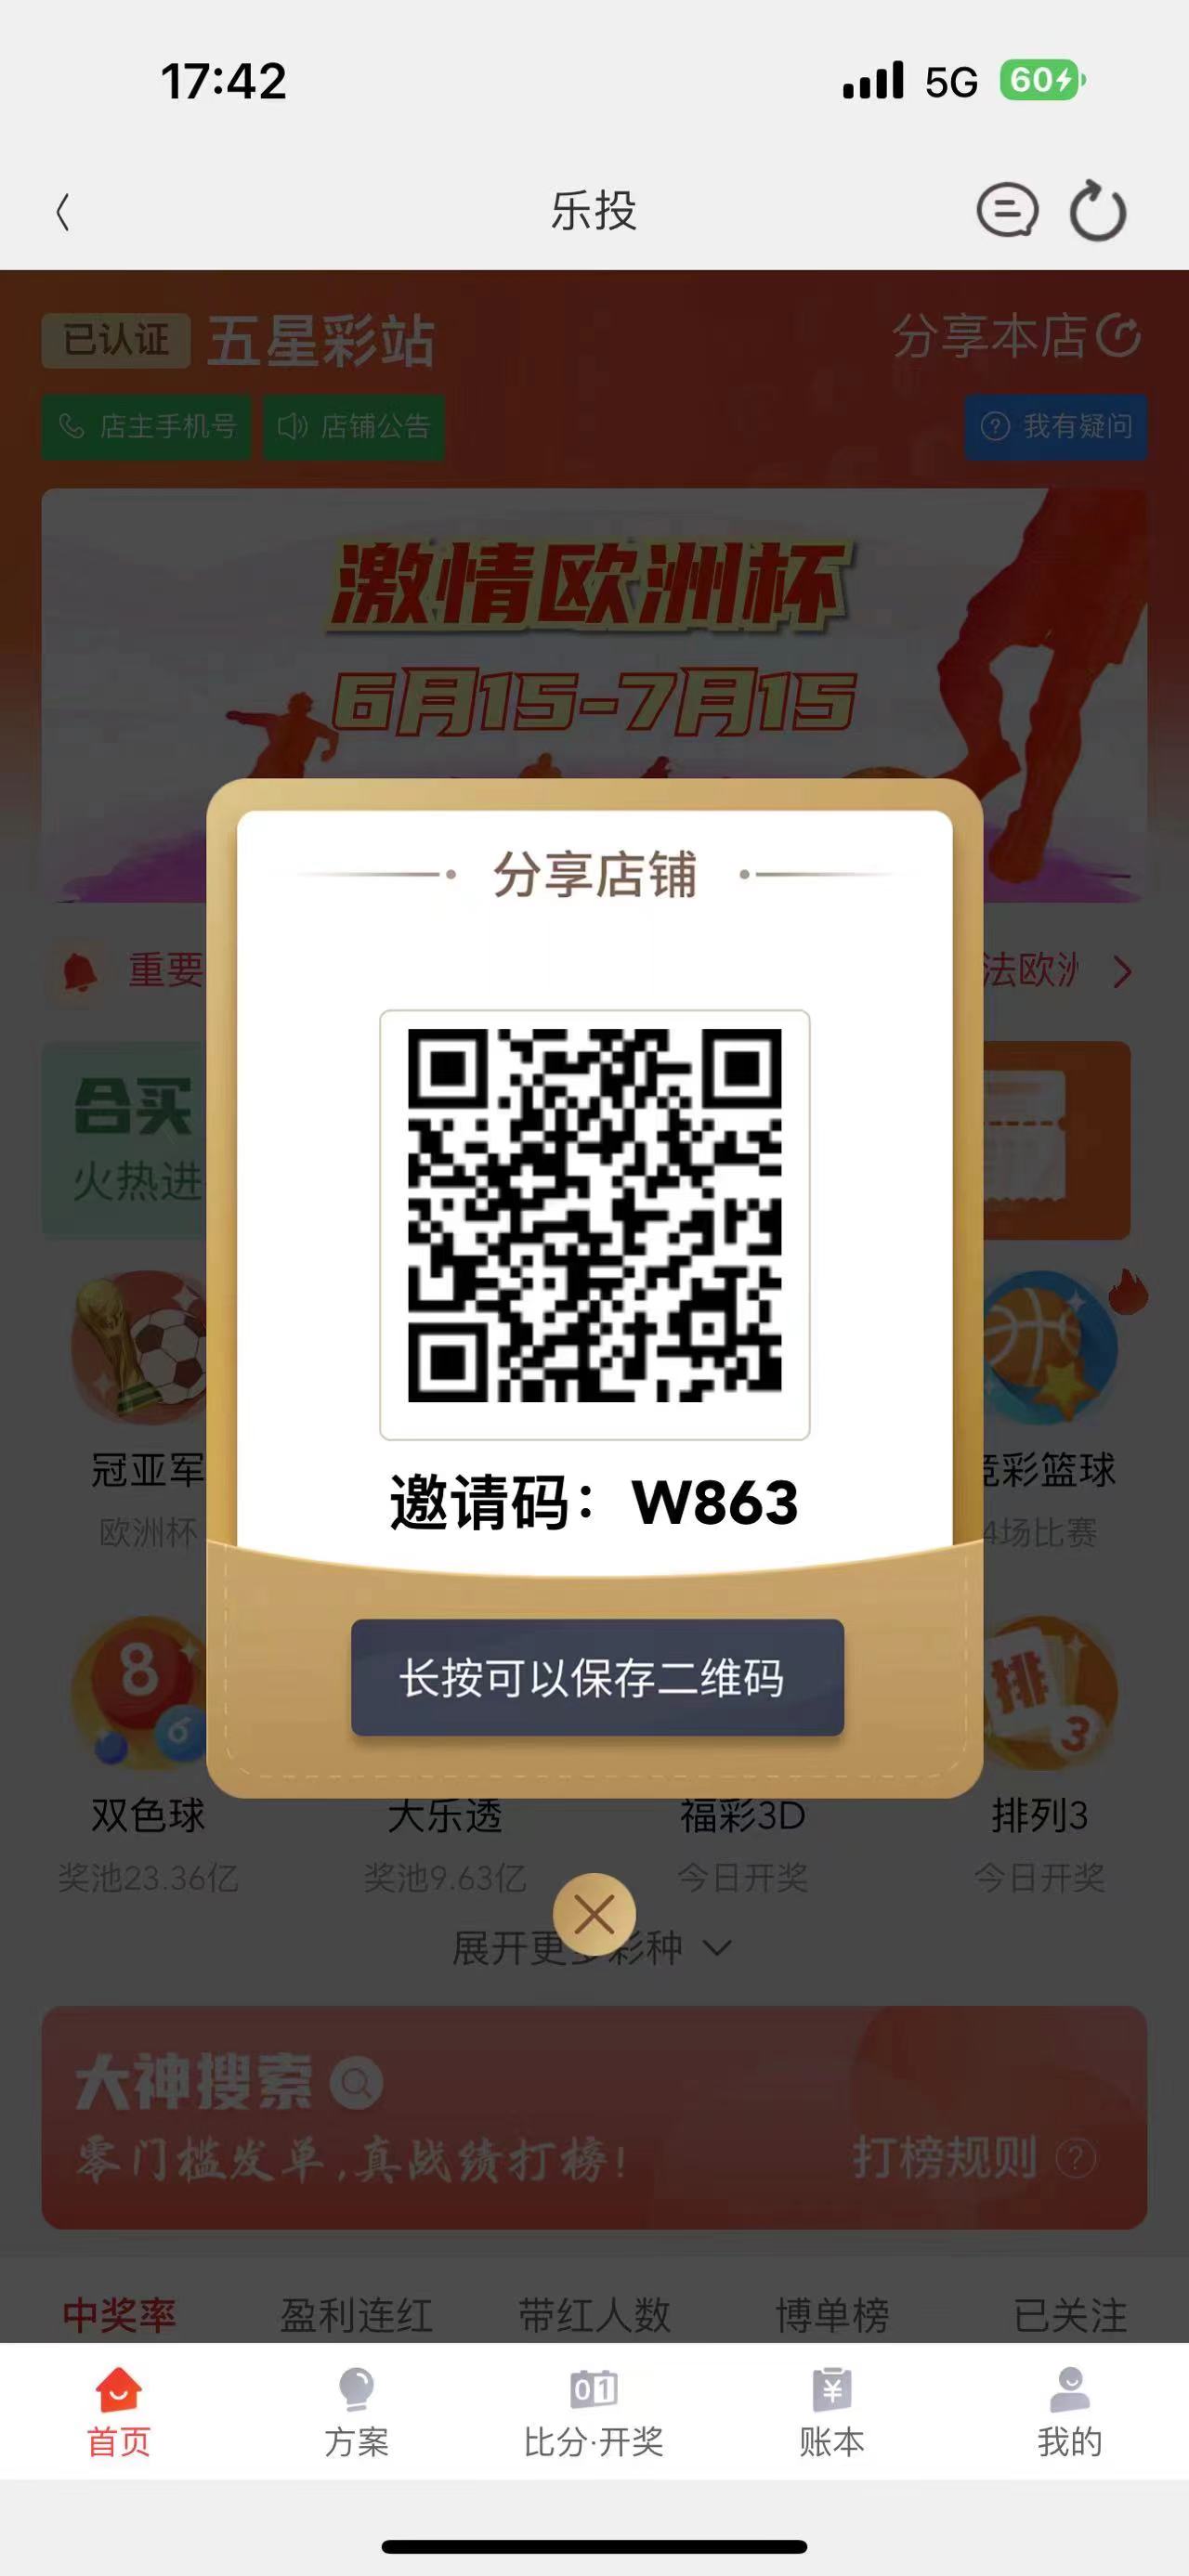 17:42
5G
60
乐投
已认证
五星彩站
分享本店
店主手机号
店铺公告
我有疑问
激情欧洲杯
6月15-7月15
分享店铺
重要
法欧洲
合买
火热进
邀请码：W863
冠亚军
竞彩篮球
欧洲杯
4场比赛
长按可以保存二维码
8
6
排
3
双色球
大乐透
福彩3D
排列3
奖池23.36亿
奖池9.63亿
今日开奖
今日开奖
展开更多彩种
大神搜索
零门槛发单,真战绩打榜!
打榜规则
中奖率
盈利连红
带红人数
博单榜
已关注
首页
方案
01
比分·开奖
账本
我的